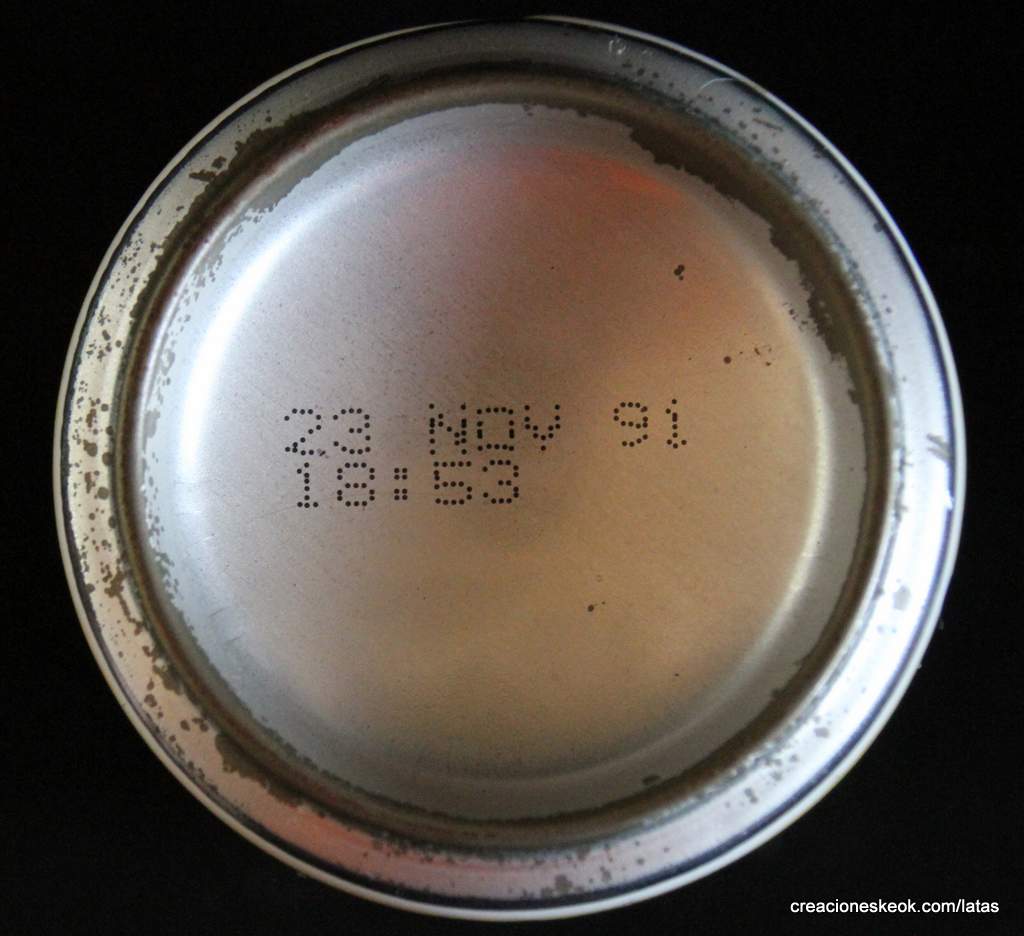 23 NOV 91
18:53
creacioneskeok.com/latas